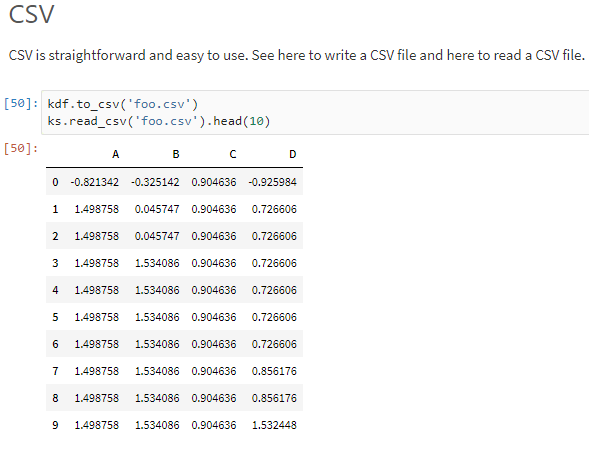 CSV
CSV is straightforward and easy to use. See here to write a CSV file and here to read a CSV file.
[50]: kdf.to_csv('foo.csv')
ks.read_csv('foo.csv').head(10)
[50]:
A B C D
0 -0.821342 -0.325142 0.904636 -0.925984
1 1.498758 0.045747 0.904636 0.726606
2 1.498758 0.045747 0.904636 0.726606
3 1.498758 1.534086 0.904636 0.726606
4 1.498758 1.534086 0.904636 0.726606
5 1.498758 1.534086 0.904636 0.726606
6 1.498758 1.534086 0.904636 0.726606
7 1.498758 1.534086 0.904636 0.856176
8 1.498758 1.534086 0.904636 0.856176
9 1.498758 1.534086 0.904636 1.532448